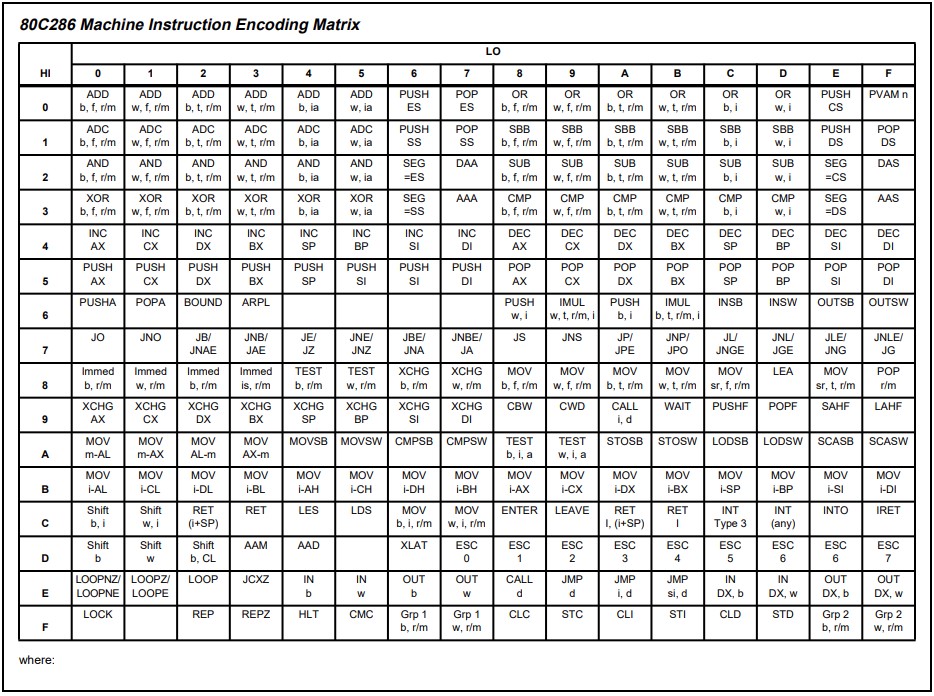 80C286 Machine Instruction Encoding Matrix
LO
HI 0 1 2 3 4 5 6 7 8 9 A B C D E F
ADD ADD ADD ADD ADD ADD PUSH POP OR OR OR OR OR OR PUSH PVAM n
0 b, f, r/m w, f, r/m b, t, r/m w, t, r/m b, ia w, ia ES ES b, f, r/m w, f, r/m b, t, r/m w, t, r/m b, i w, i CS
ADC ADC ADC ADC ADC ADC PUSH POP SBB SBB SBB SBB SBB SBB PUSH POP
1 b, f, r/m w, f, r/m b, t, r/m w, t, r/m b, ia w, ia SS SS b, f, r/m w, f, r/m b, t, r/m w, t, r/m b, i w, i DS DS
AND AND AND AND AND AND SEG DAA SUB SUB SUB SUB SUB SUB SEG DAS
2 b, f, r/m w, f, r/m b, t, r/m w, t, r/m b, ia w, ia =ES b, f, r/m w, f, r/m b, t, r/m w, t, r/m b, i w, i =CS
XOR XOR XOR XOR XOR XOR SEG AAA CMP CMP CMP CMP CMP CMP SEG AAS
3 b, f, r/m w, f, r/m b, t, r/m w, t, r/m b, ia w, ia =SS b, f, r/m w, f, r/m b, t, r/m w, t, r/m b, i w, i =DS
INC INC INC INC INC INC INC INC DEC DEC DEC DEC DEC DEC DEC DEC
4 AX CX DX BX SP BP SI DI AX CX DX BX SP BP SI DI
PUSH PUSH PUSH PUSH PUSH PUSH PUSH PUSH POP POP POP POP POP POP POP POP
5 AX CX DX BX SP SI SI DI AX CX DX BX SP BP SI DI
PUSHA POPA BOUND ARPL PUSH IMUL PUSH IMUL INSB INSW OUTSB OUTSW
6 w, i w, t, r/m, i b, i b, t, r/m, i
JO JNO JB/ JNB/ JE/ JNE/ JBE/ JNBE/ JS JNS JP/ JNP/ JL/ JNL/ JLE/ JNLE/
7 JNAE JAE JZ JNZ JNA JA JPE JPO JNGE JGE JNG JG
Immed Immed Immed Immed TEST TEST XCHG XCHG MOV MOV MOV MOV MOV LEA MOV POP
8 b, r/m w, r/m b, r/m is, r/m b, r/m w, r/m b, r/m w, r/m b, f, r/m w, f, r/m b, t, r/m w, t, r/m sr, f, r/m sr, t, r/m r/m
XCHG XCHG XCHG XCHG XCHG XCHG XCHG XCHG CBW CWD CALL WAIT PUSHF POPF SAHF LAHF
9 AX CX DX BX SP BP SI DI i, d
MOV MOV MOV MOV MOVSB MOVSW CMPSB CMPSW TEST TEST STOSB STOSW LODSB LODSW SCASB SCASW
A m-AL m-AX AL-m AX-m b, i, a w, i, a
MOV MOV MOV MOV MOV MOV MOV MOV MOV MOV MOV MOV MOV MOV MOV MOV
B i-AL i-CL i-DL i-BL i-AH i-CH i-DH i-BH i-AX i-CX i-DX i-BX i-SP i-BP i-SI i-DI
Shift Shift RET RET LES LDS MOV MOV ENTER LEAVE RET RET INT INT INTO IRET
C b, i w, i (i+SP) b, i, r/m w, i, r/m I, (i+SP) I Type 3 (any)
Shift Shift Shift AAM AAD XLAT ESC ESC ESC ESC ESC ESC ESC ESC ESC
D b w b, CL 0 1 2 3 4 5 6 6 7
LOOPNZ/ LOOPZ/ LOOP JCXZ IN IN OUT OUT CALL JMP JMP JMP IN IN OUT OUT
E LOOPNE LOOPE b w b w d d i, d si, d DX, b DX, w DX, b DX, w
LOCK REP REPZ HLT CMC Grp 1 Grp 1 CLC STC CLI STI CLD STD Grp 2 Grp 2
F b, r/m w, r/m b, r/m w, r/m
where: